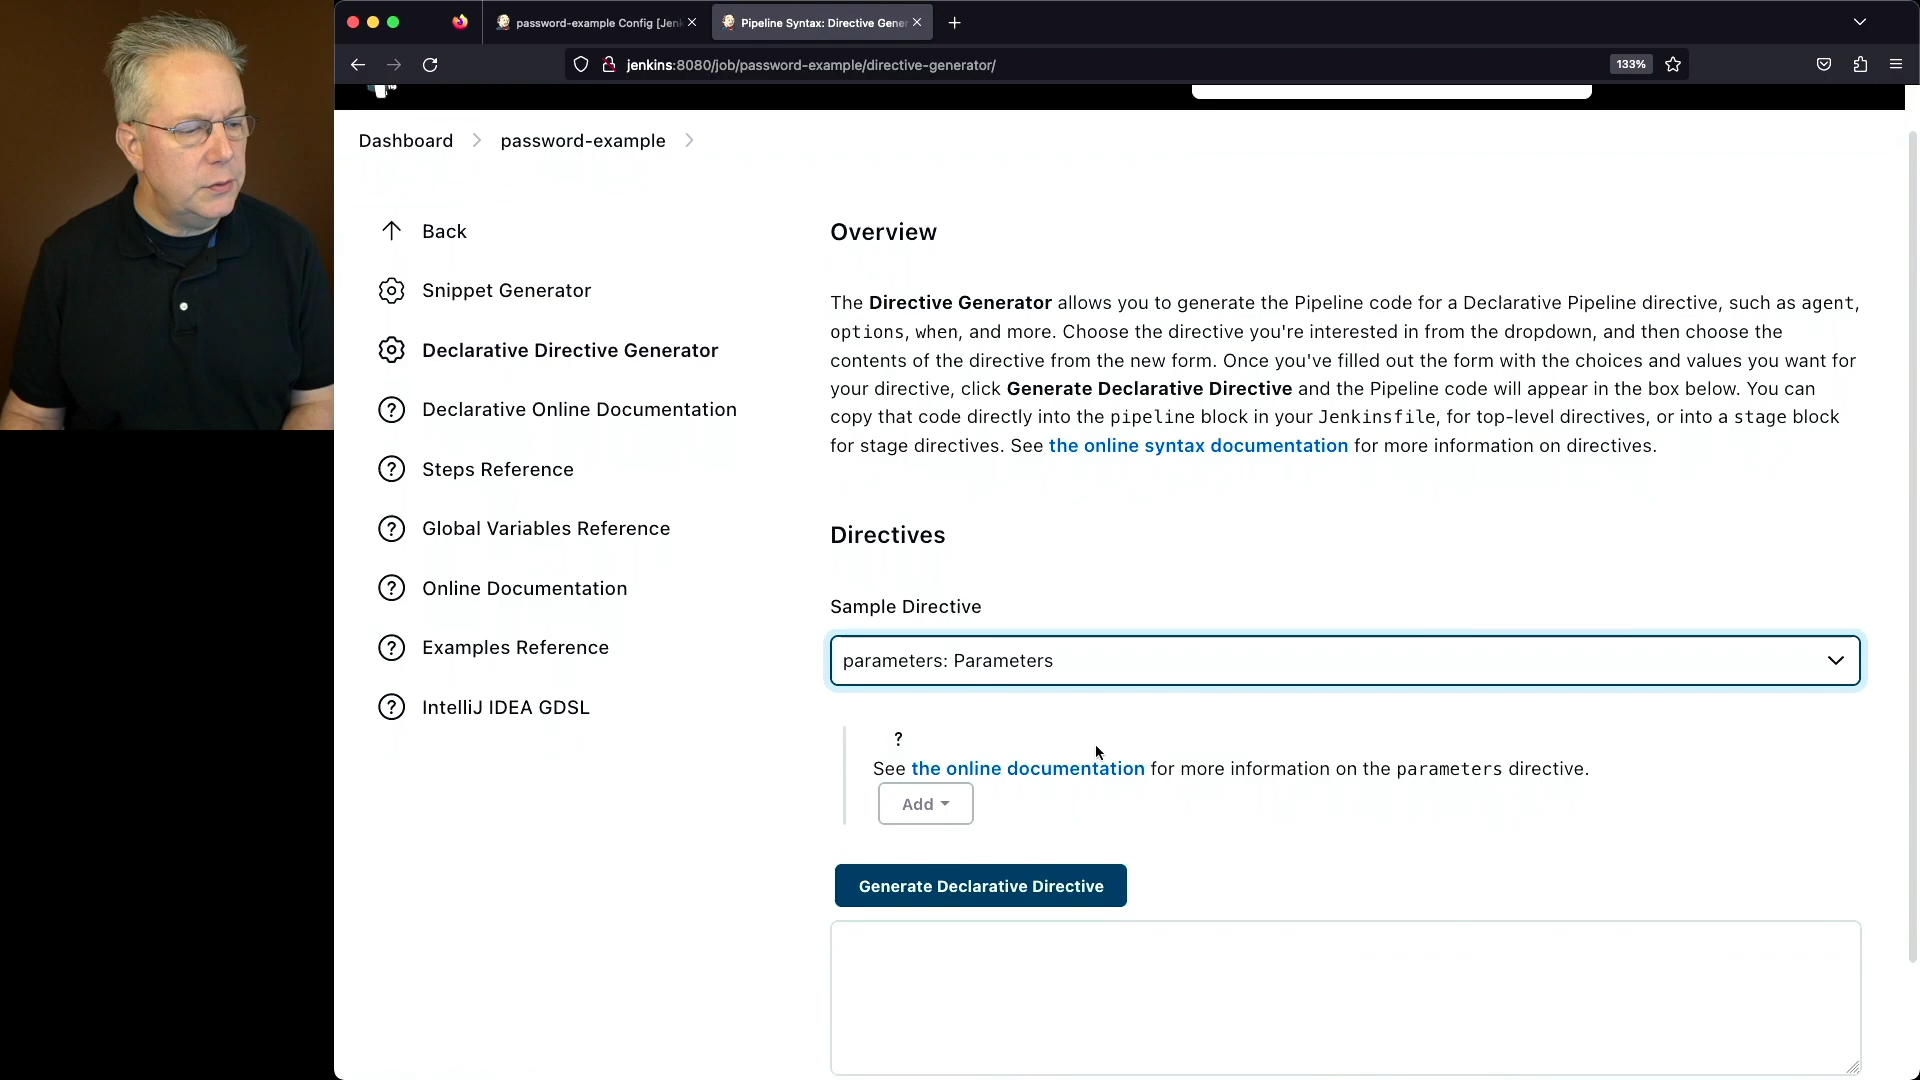 password-example Config [Jen
Pipeline Syntax: Directive Gener
jenkins:8080/job/password-example/directive-generator/
133%
Dashboard
password-example
Back
Snippet Generator
Declarative Directive Generator
Declarative Online Documentation
Steps Reference
Global Variables Reference
Online Documentation
Examples Reference
IntelliJ IDEA GDSL
Overview
The Directive Generator allows you to generate the Pipeline code for a Declarative Pipeline directive, such as agent,
options, when, and more. Choose the directive you're interested in from the dropdown, and then choose the
contents of the directive from the new form. Once you've filled out the form with the choices and values you want for
your directive, click Generate Declarative Directive and the Pipeline code will appear in the box below. You can
copy that code directly into the pipeline block in your Jenkinsfile, for top-level directives, or into a stage block
for stage directives. See the online syntax documentation for more information on directives.
Directives
Sample Directive
parameters: Parameters
?
See the online documentation for more information on the parameters directive.
Add
Generate Declarative Directive